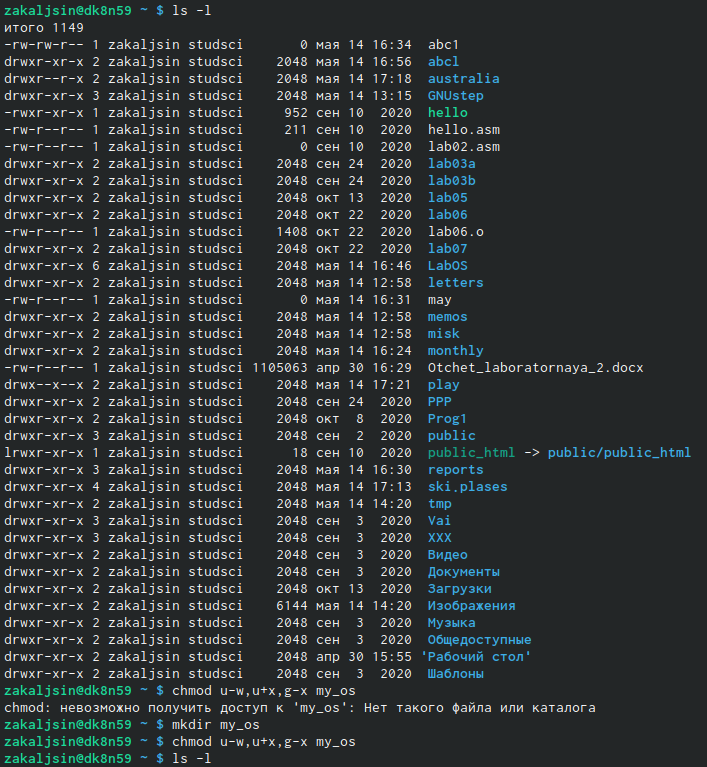 zakaljsin@dk8n59 ~ $ ls -l
итого 1149
-rw-rw-r-- 1 zakaljsin studsci       0 мая 14 16:34  abc1
drwxr-xr-x 2 zakaljsin studsci    2048 мая 14 16:56  abcl
drwxr--r-x 2 zakaljsin studsci    2048 мая 14 17:18  australia
drwxr-xr-x 3 zakaljsin studsci    2048 мая 14 13:15  GNUstep
-rwxr-xr-x 1 zakaljsin studsci     952 сен 10  2020  hello
-rw-r--r-- 1 zakaljsin studsci     211 сен 10  2020  hello.asm
-rwxr-xr-x 1 zakaljsin studsci       0 сен 10  2020  lab02.asm
drwxr-xr-x 2 zakaljsin studsci    2048 сен 24  2020  lab03a
drwxr-xr-x 2 zakaljsin studsci    2048 сен 24  2020  lab03b
drwxr-xr-x 2 zakaljsin studsci    2048 окт 13  2020  lab05
drwxr-xr-x 2 zakaljsin studsci    2048 окт 22  2020  lab06
-rw-r--r-- 1 zakaljsin studsci    1408 окт 22  2020  lab06.o
drwxr-xr-x 2 zakaljsin studsci    2048 окт 22  2020  lab07
drwxr-xr-x 6 zakaljsin studsci    2048 мая 14 16:46  LabOS
drwxr-xr-x 2 zakaljsin studsci    2048 мая 14 12:58  letters
-rw-r--r-- 1 zakaljsin studsci       0 мая 14 16:31  may
drwxr-xr-x 2 zakaljsin studsci    2048 мая 14 12:58  memos
drwxr-xr-x 2 zakaljsin studsci    2048 мая 14 12:58  misk
drwxr-xr-x 2 zakaljsin studsci    2048 мая 14 16:24  monthly
-rw-r--r-- 1 zakaljsin studsci 1105063 апр 30 16:29  Otchet_laboratornaya_2.docx
drwx--x--x 2 zakaljsin studsci    2048 мая 14 17:21  play
drwxr-xr-x 2 zakaljsin studsci    2048 сен 24  2020  PPP
drwxr-xr-x 2 zakaljsin studsci    2048 окт  8  2020  Prog1
drwxr-xr-x 3 zakaljsin studsci    2048 сен  2  2020  public
lrwxr-xr-x 1 zakaljsin studsci      18 сен 10  2020  public_html -> public/public_html
drwxr-xr-x 3 zakaljsin studsci    2048 мая 14 16:30  reports
drwxr-xr-x 4 zakaljsin studsci    2048 мая 14 17:13  ski.plases
drwxr-xr-x 2 zakaljsin studsci    2048 мая 14 14:20  tmp
drwxr-xr-x 3 zakaljsin studsci    2048 сен  3  2020  Vai
drwxr-xr-x 3 zakaljsin studsci    2048 сен  3  2020  XXX
drwxr-xr-x 2 zakaljsin studsci    2048 сен  3  2020  Видео
drwxr-xr-x 2 zakaljsin studsci    2048 сен  3  2020  Документы
drwxr-xr-x 2 zakaljsin studsci    2048 окт 13  2020  Загрузки
drwxr-xr-x 2 zakaljsin studsci    6144 мая 14 14:20  Изображения
drwxr-xr-x 2 zakaljsin studsci    2048 сен  3  2020  Музыка
drwxr-xr-x 2 zakaljsin studsci    2048 сен  3  2020  Общедоступные
drwxr-xr-x 2 zakaljsin studsci    2048 апр 30 15:55 'Рабочий стол'
drwxr-xr-x 2 zakaljsin studsci    2048 сен  3  2020  Шаблоны
zakaljsin@dk8n59 ~ $ chmod u-w,u+x,g-x my_os
chmod: невозможно получить доступ к 'my_os': Нет такого файла или каталога
zakaljsin@dk8n59 ~ $ mkdir my_os
zakaljsin@dk8n59 ~ $ chmod u-w,u+x,g-x my_os
zakaljsin@dk8n59 ~ $ ls -l